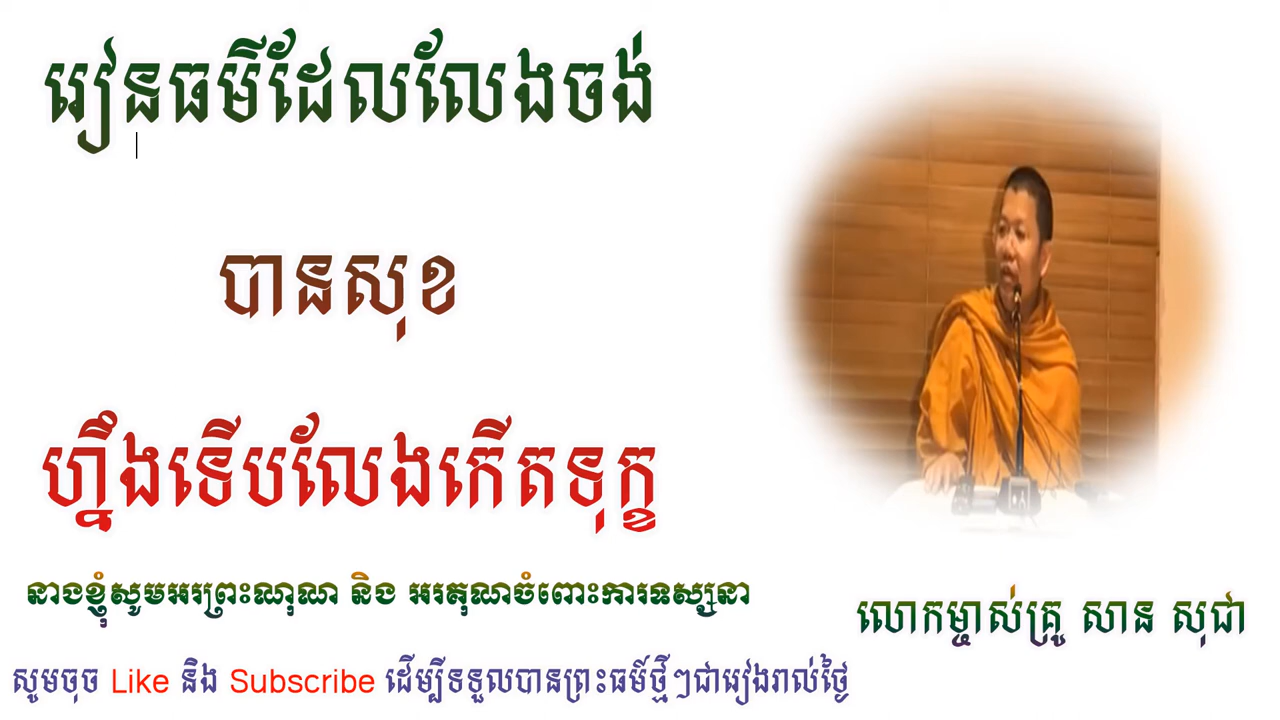 រៀនធម៌ដែលលែងចង់
បានសុខ
ហ្នឹងទើបលែងកើតទុក្ខ
នាងខ្ញុំសូមអរព្រះណុណ និង អរគុណចំពោះការទស្សនា
លោកម្ចាស់គ្រូ សាន សុជា
សូមចុច Like និង Subscribe ដើម្បីទទួលបានព្រះធម៌ថ្មីៗជារៀងរាល់ថ្ងៃ